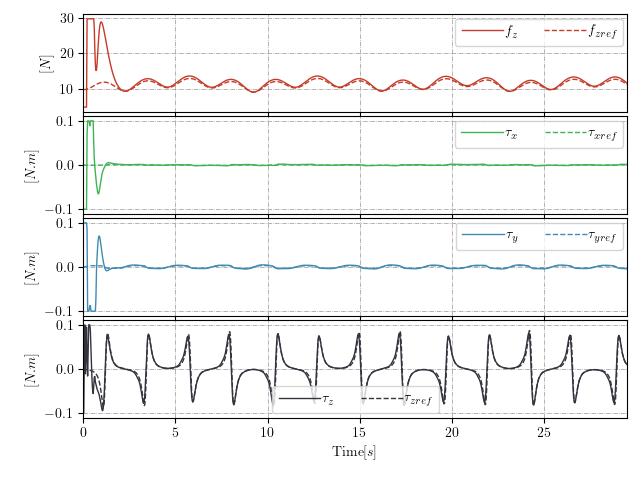 30
20
10
[N]
f_z
f_zref
0.1
0.0
−0.1
[N.m]
τ_x
τ_xref
0.1
0.0
−0.1
[N.m]
τ_y
τ_yref
0.1
0.0
−0.1
[N.m]
τ_z
τ_zref
0 5 10 15 20 25
Time[s]